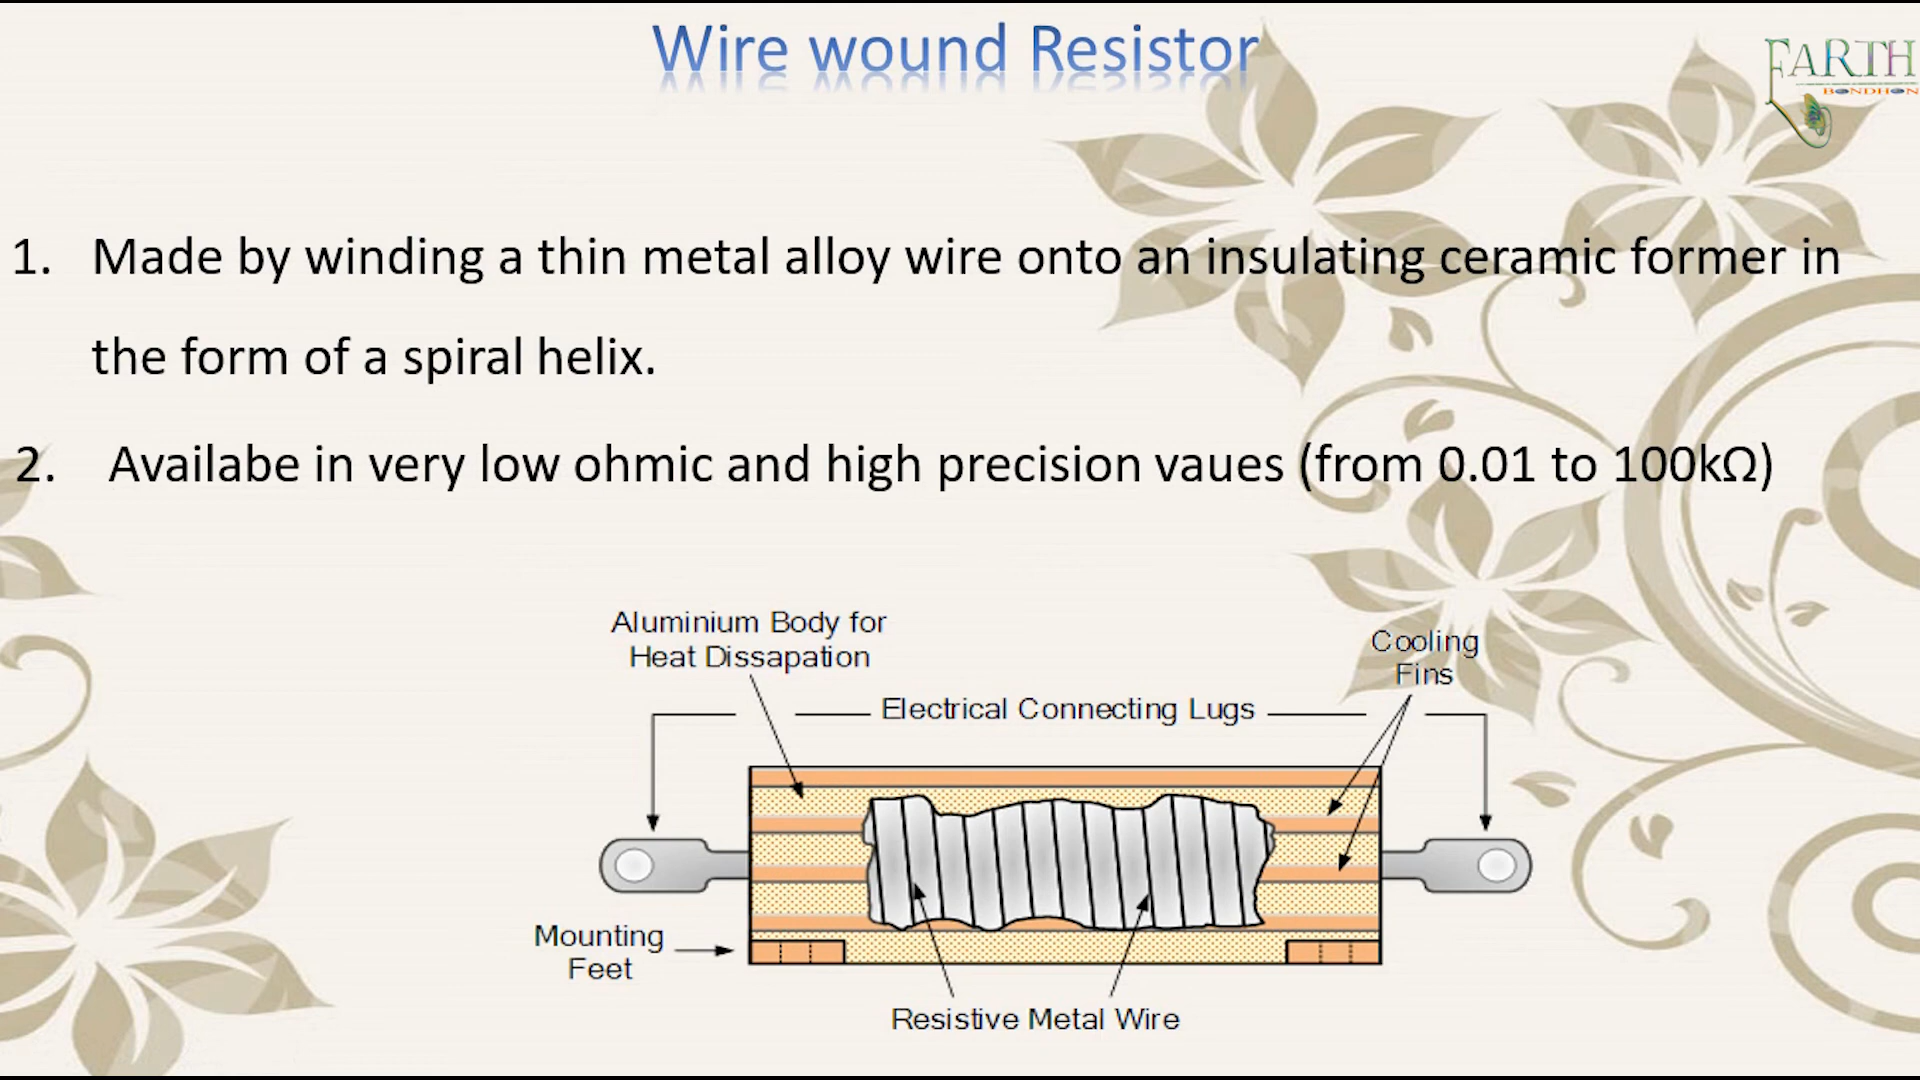 Wire wound Resistor
EARTH
BONDHON
1. Made by winding a thin metal alloy wire onto an insulating ceramic former in
the form of a spiral helix.
2. Availabe in very low ohmic and high precision vaues (from 0.01 to 100kΩ)
Aluminium Body for
Heat Dissapation
Cooling
Fins
Electrical Connecting Lugs
Mounting
Feet
Resistive Metal Wire